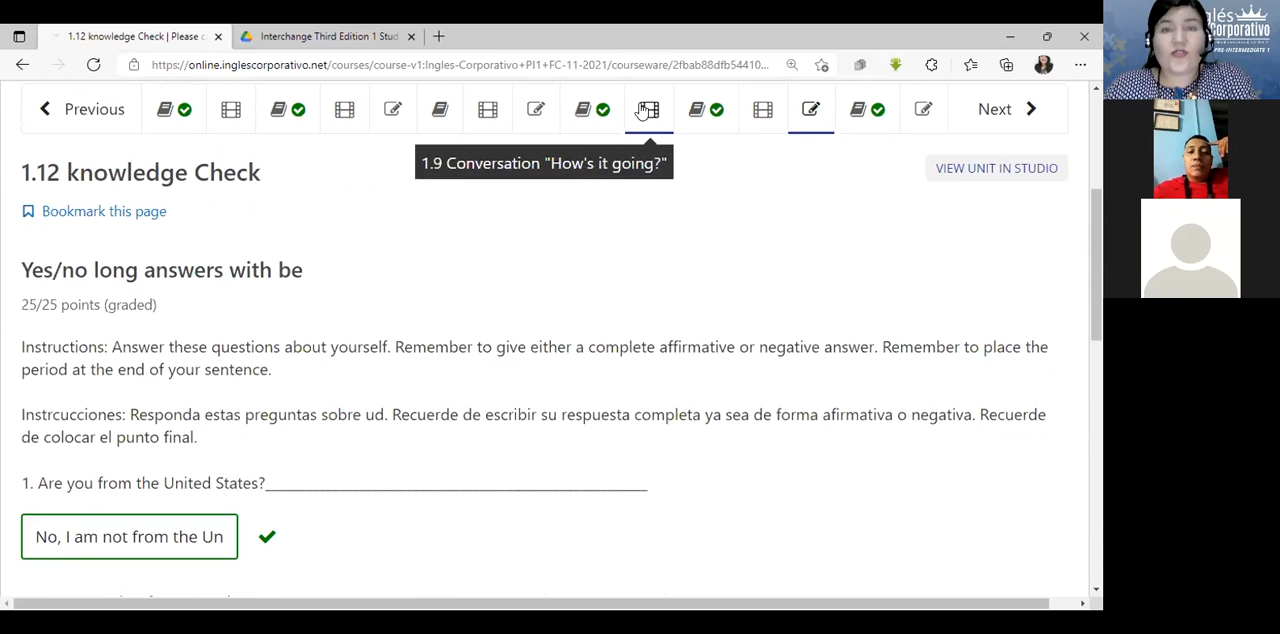 1.12 knowledge Check | Please c
Interchange Third Edition 1 Stud
https://online.inglescorporativo.net/courses/course-v1:Ingles-Corporativo+PI1+FC-11-2021/courseware/2fbab88dfb54410...
Previous
Next
1.9 Conversation "How's it going?"
1.12 knowledge Check
VIEW UNIT IN STUDIO
Bookmark this page
Yes/no long answers with be
25/25 points (graded)
Instructions: Answer these questions about yourself. Remember to give either a complete affirmative or negative answer. Remember to place the
period at the end of your sentence.
Instrcucciones: Responda estas preguntas sobre ud. Recuerde de escribir su respuesta completa ya sea de forma afirmativa o negativa. Recuerde
de colocar el punto final.
1. Are you from the United States?____________________________________________________
No, I am not from the Un
glés
orporativo
PRE-INTERMEDIATE 1